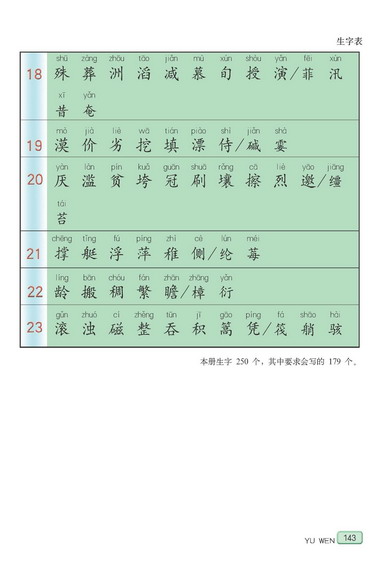 生字表
shū zàng zhōu tāo jiǎn mù xún shòu yǎn fěi xùn
18 殊 葬 洲 滔 减 慕 旬 授 演/菲 汛
xī yǎn
昔 奄
mò jià liè wā tián piāo shì jiǎn shà
19 漠 价 劣 挖 填 漂 侍/碱 霎
yàn làn pín kuǎ guān shuā rǎng cā liè yāo jiāng
20 厌 滥 贫 垮 冠 刷 壤 擦 烈 邀/缰
tái
苔
chēng tǐng fú píng zhì cè lún méi
21 撑 艇 浮 萍 稚 侧/纶 莓
líng bān chóu fán zhān zhāng yǎn
22 龄 搬 稠 繁 瞻/樟 衍
gǔn zhuó cí zhěng tūn jī gāo píng fá shāo hái
23 滚 浊 磁 整 吞 积 篙 凭/筏 艄 骇
本册生字 250 个，其中要求会写的 179 个。
YU WEN 143